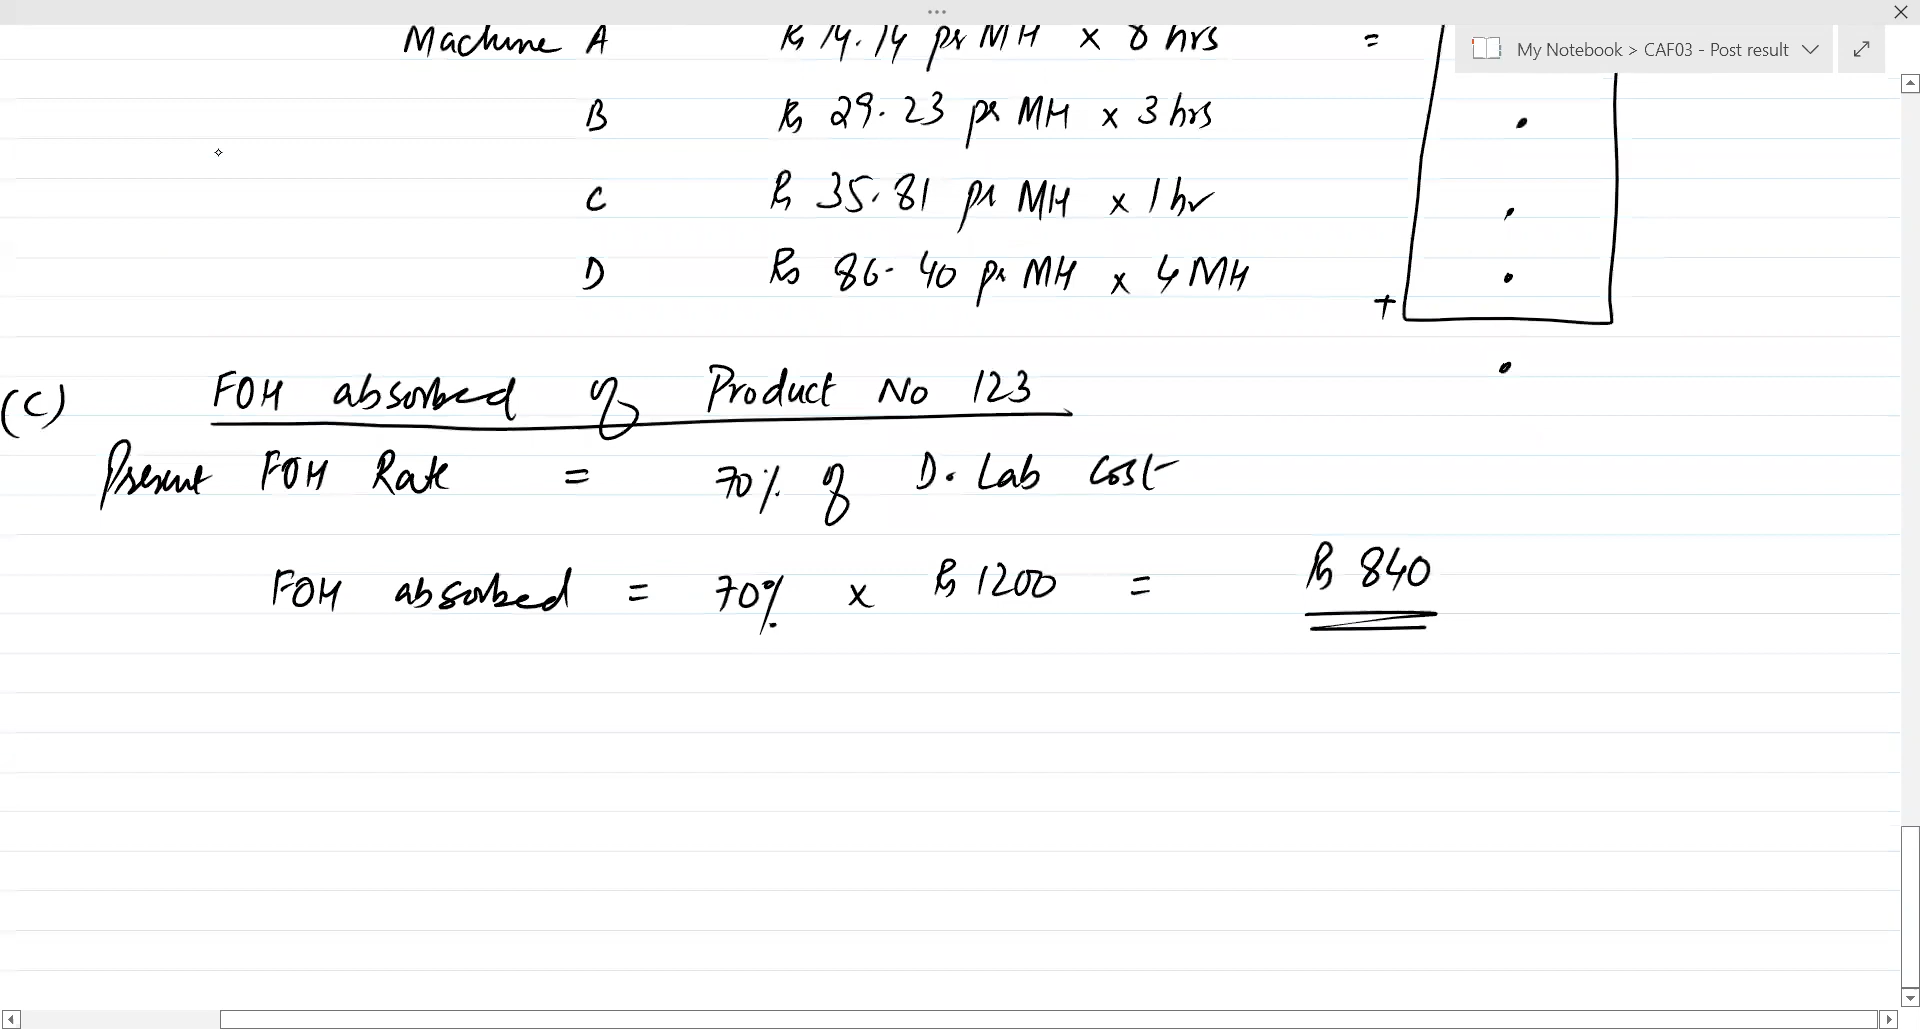 My Notebook > CAF03 - Post result
Machine A Rs 14.14 per MH x 8 hrs =
B Rs 29.23 per MH x 3 hrs
C Rs 35.81 per MH x 1 hr
D Rs 86.40 per MH x 4 MH
+
(C) FOH absorbed of Product No 123
Present FOH Rate = 70% of D. Lab Cost
FOH absorbed = 70% x Rs 1200 = Rs 840